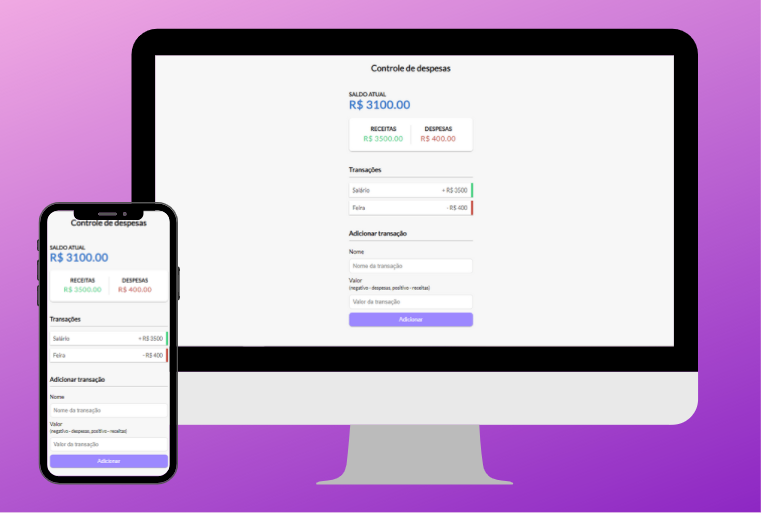 Controle de despesas
SALDO ATUAL
R$ 3100.00
RECEITAS DESPESAS
R$ 3500.00 R$ 400.00
Transações
Salário + R$ 3500
Feira - R$ 400
Adicionar transação
Nome
Nome da transação
Valor
(negativo - despesas, positivo - receitas)
Valor da transação
Adicionar
Controle de despesas
SALDO ATUAL
R$ 3100.00
RECEITAS DESPESAS
R$ 3500.00 R$ 400.00
Transações
Salário + R$ 3500
Feira - R$ 400
Adicionar transação
Nome
Nome da transação
Valor
(negativo - despesas, positivo - receitas)
Valor da transação
Adicionar